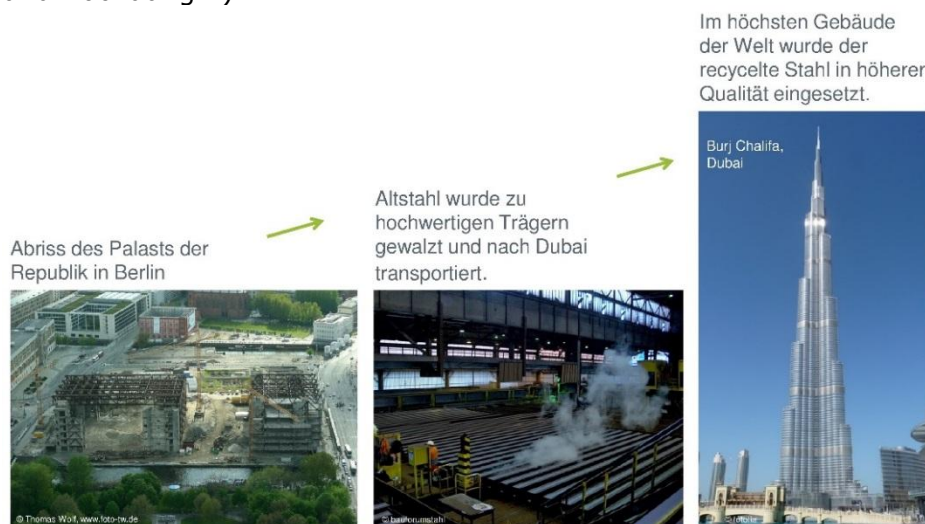 Im höchsten Gebäude
der Welt wurde der
recycelte Stahl in höherer
Qualität eingesetzt.
Burj Chalifa,
Dubai
Altstahl wurde zu
hochwertigen Trägern
gewalzt und nach Dubai
transportiert.
Abriss des Palasts der
Republik in Berlin
© Thomas Wolf, www.foto-tw.de
© bauforumstahl
© fotolia